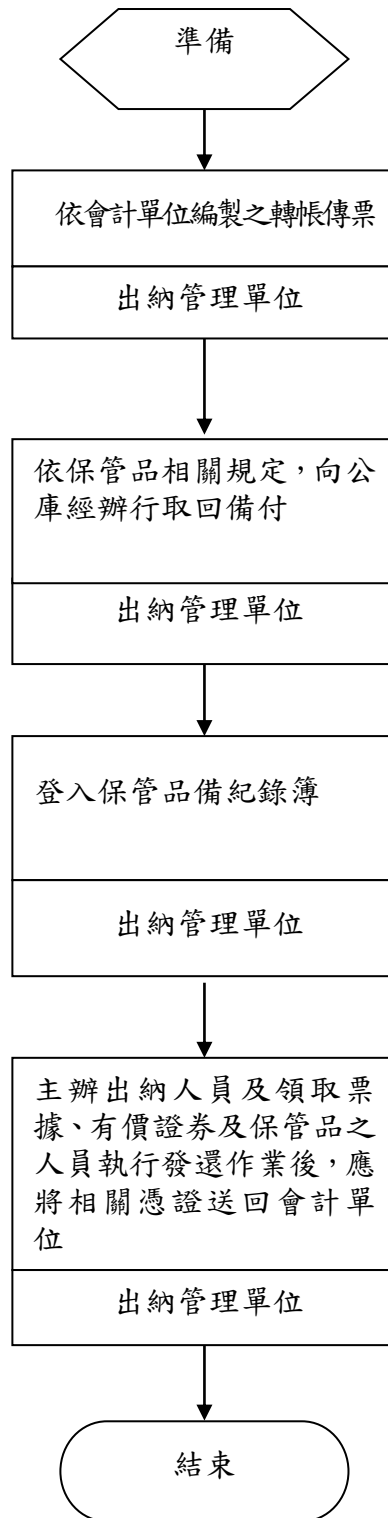 準備
依會計單位編製之轉帳傳票
出納管理單位
依保管品相關規定，向公
庫經辦行取回備付
出納管理單位
登入保管品備紀錄簿
出納管理單位
主辦出納人員及領取票
據、有價證券及保管品之
人員執行發還作業後，應
將相關憑證送回會計單
位
出納管理單位
結束